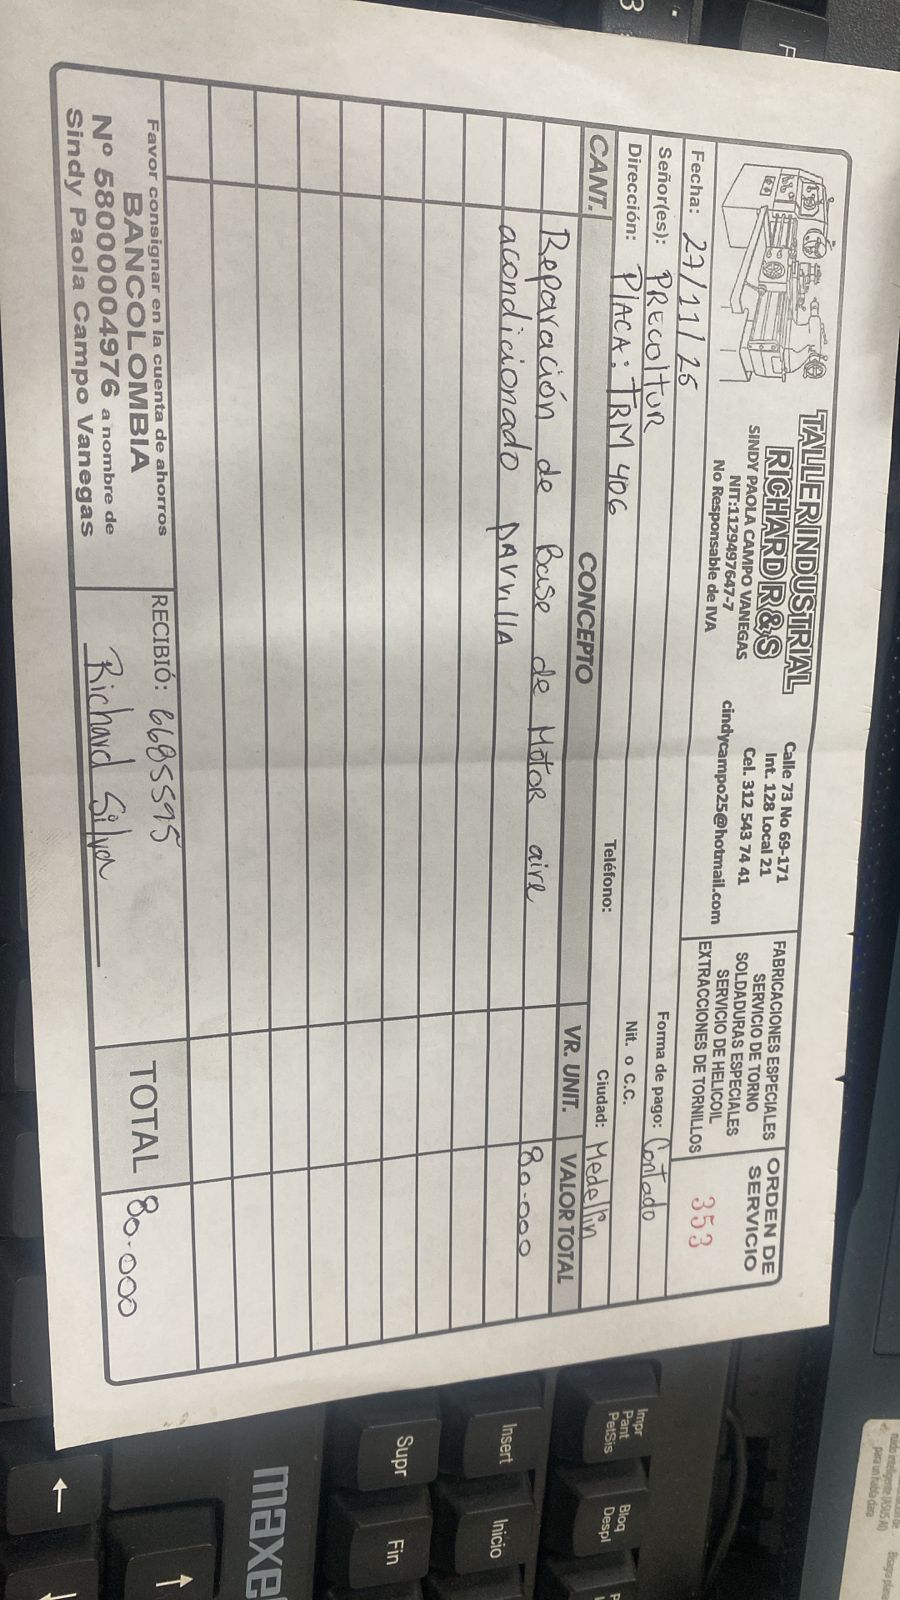 TALLER INDUSTRIAL
RICHARD R & S
SINDY PAOLA CAMPO VANEGAS
NIT:1129497647-7
No Responsable de IVA
Calle 73 No 69-171
Int. 128 Local 21
Cel. 312 543 74 41
cindycampo25@hotmail.com
FABRICACIONES ESPECIALES
SERVICIO DE TORNO
SOLDADURAS ESPECIALES
SERVICIO DE HELICOIL
EXTRACCIONES DE TORNILLOS
ORDEN DE
SERVICIO
353
Fecha: 27/11/25
Forma de pago: Contado
Señor(es): PRECOLTUR
Nit. o C.C.
Dirección: PlACA: TRM 406
Teléfono:
Ciudad: Medellin
CANT. CONCEPTO VR. UNIT. VALOR TOTAL
Reparación de Base de Motor aire 80.000
acondicionado
Favor consignar en la cuenta de ahorros
BANCOLOMBIA
Nº 58000004976 a nombre de
Sindy Paola Campo Vanegas
RECIBIÓ: 6685595
Richard Silva
TOTAL 80.000
Impr
Pant
PetSis
Bloq
Despl
Insert
Inicio
Supr
Fin
maxe